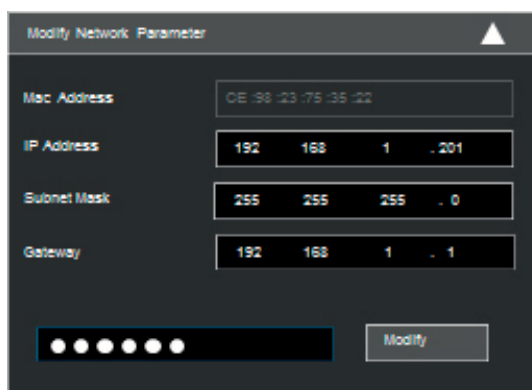 Modify Network Parameter
Mac Address CE :98 :23 :75 :35 :22
IP Address 192 168 1 . 201
Subnet Mask 255 255 255 . 0
Gateway 192 168 1 . 1
Modify